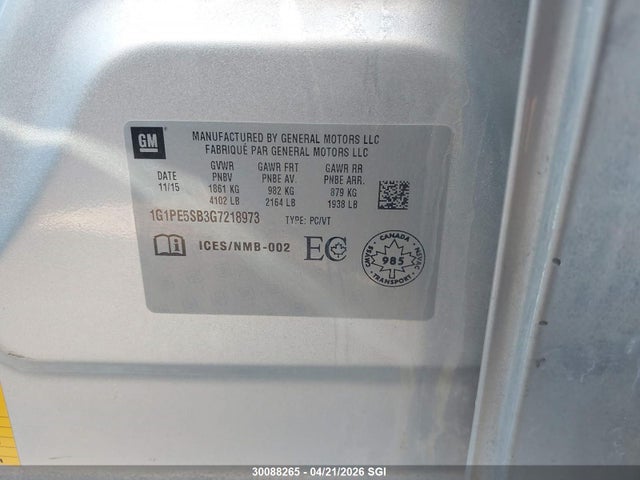 GM
MANUFACTURED BY GENERAL MOTORS LLC
FABRIQUÉ PAR GENERAL MOTORS LLC
DATE GVWR GAWR FRT GAWR RR
11/15 PNBV PNBE AV. PNBE ARR.
1861 KG 982 KG 879 KG
4102 LB 2164 LB 1938 LB
1G1PE5SB3G7218973 TYPE: PC/VT
ICES/NMB-002 EC
CANADA
985
TRANSPORT
NSVAC
CMVSS
30088265 - 04/21/2026 SGI